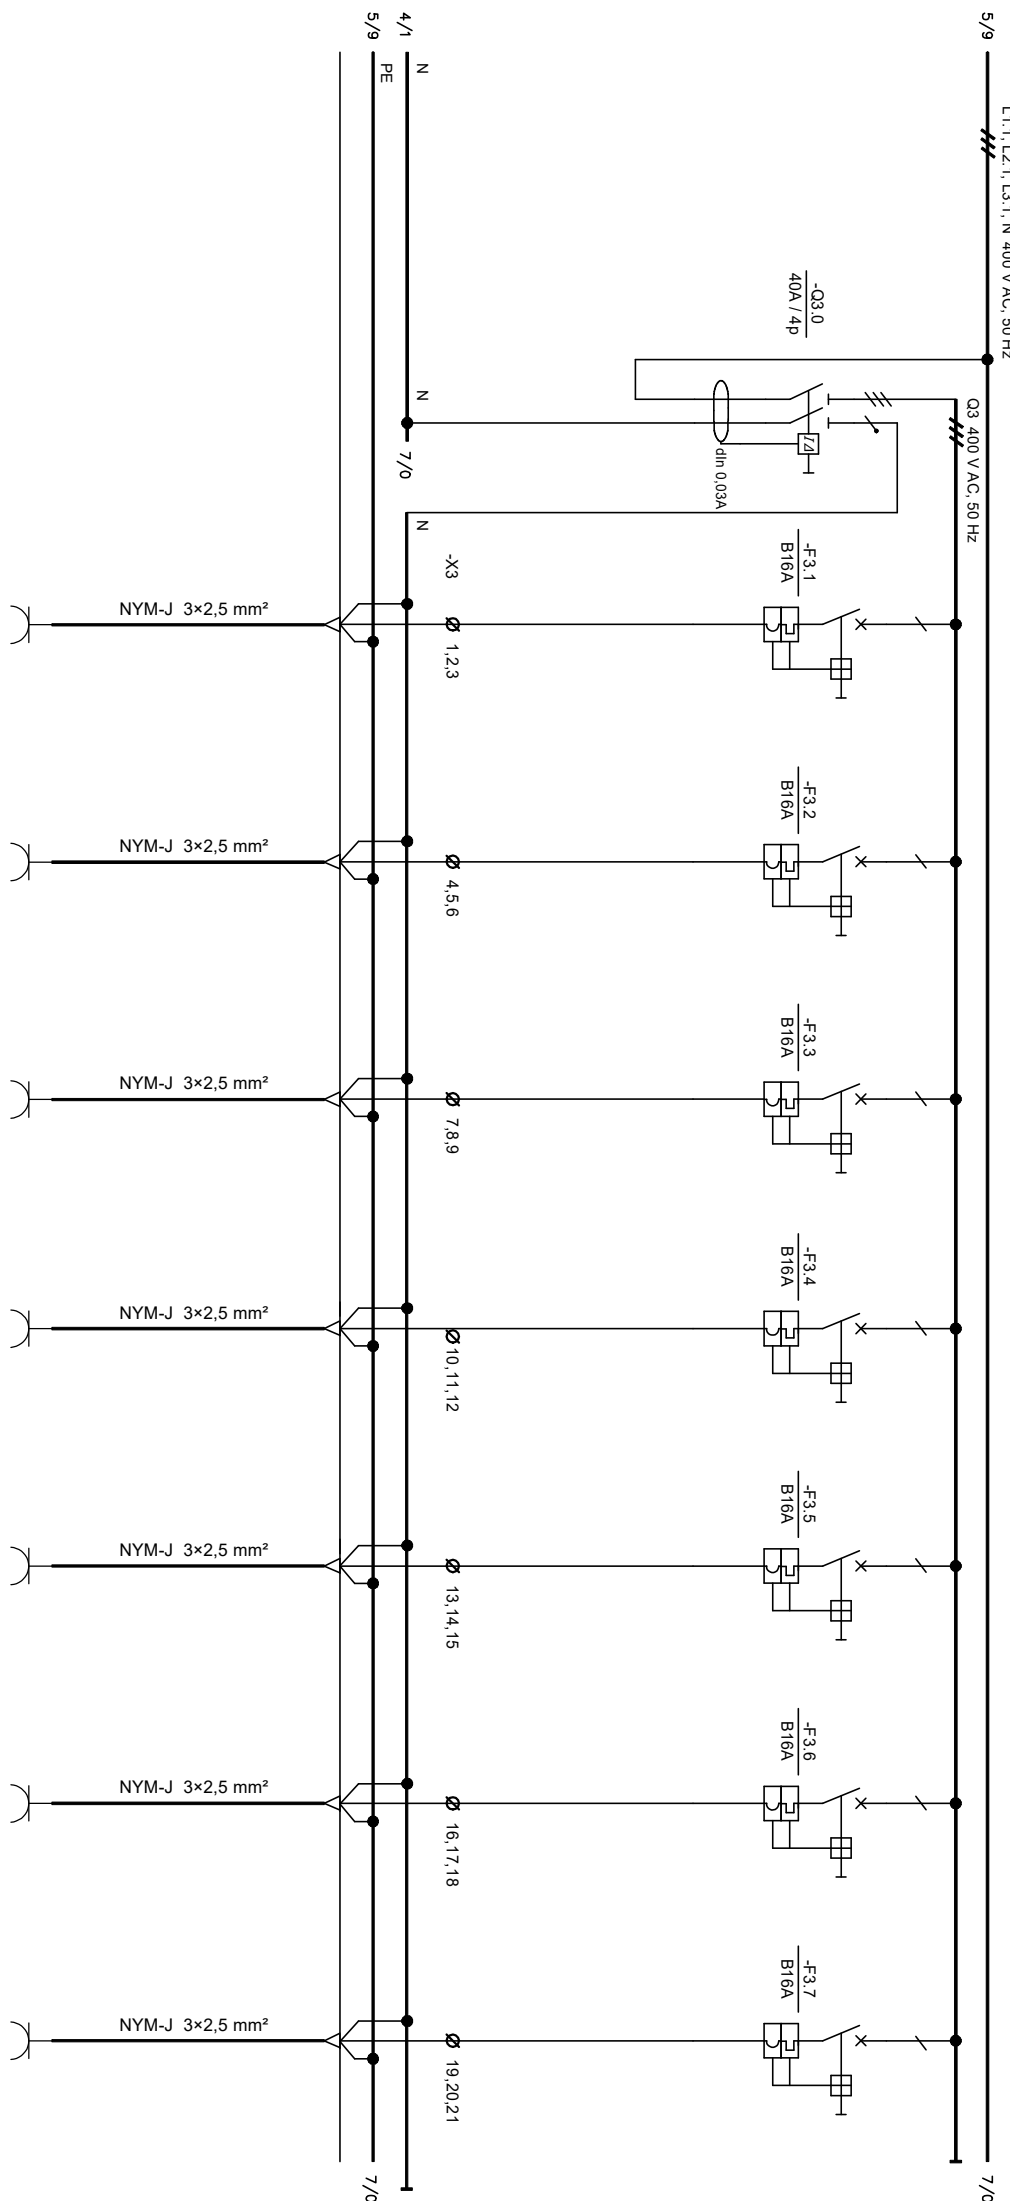 5/9
L1.1, L2.1, L3.1, N 400 V AC, 50 Hz
Q3 400 V AC, 50 Hz
-Q3.0
40A / 4p
I∆
dIn 0,03A
4/1
N
N
7/0
N
5/9
PE
-X3
-F3.1
B16A
1,2,3
NYM-J 3×2,5 mm²
-F3.2
B16A
4,5,6
NYM-J 3×2,5 mm²
-F3.3
B16A
7,8,9
NYM-J 3×2,5 mm²
-F3.4
B16A
10,11,12
NYM-J 3×2,5 mm²
-F3.5
B16A
13,14,15
NYM-J 3×2,5 mm²
-F3.6
B16A
16,17,18
NYM-J 3×2,5 mm²
-F3.7
B16A
19,20,21
NYM-J 3×2,5 mm²
7/0
7/0